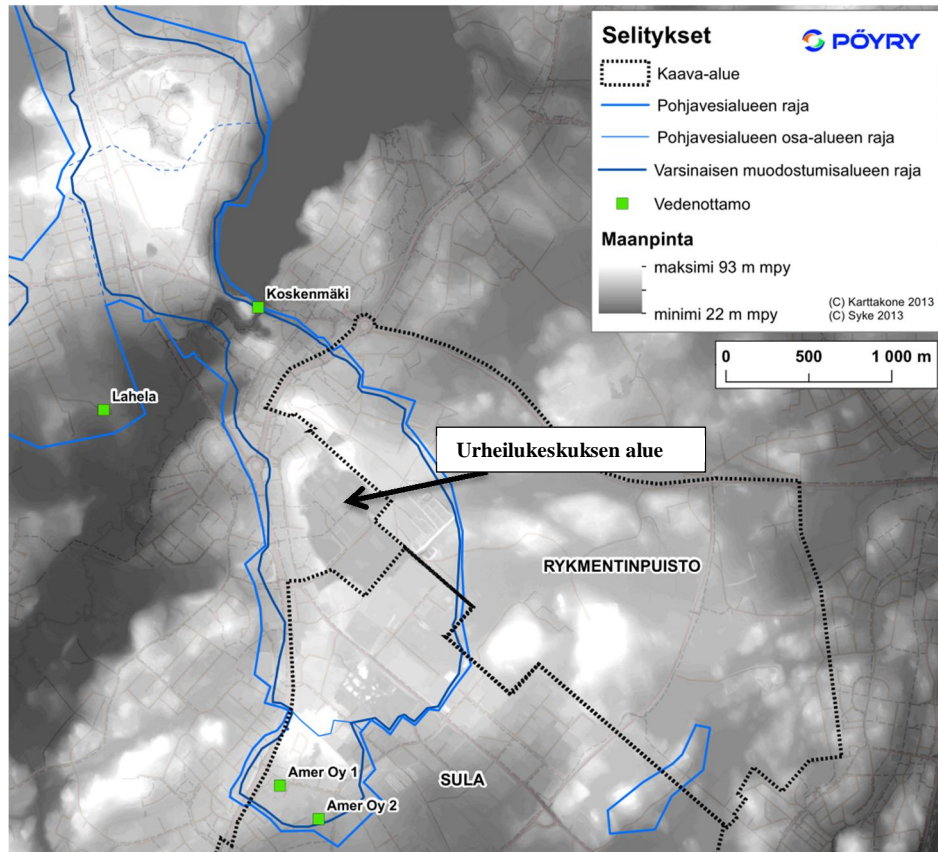 Selitykset
PÖYRY
Kaava-alue
Pohjavesialueen raja
Pohjavesialueen osa-alueen raja
Varsinaisen muodostumisalueen raja
Vedenottamo
Maanpinta
maksimi 93 m mpy
minimi 22 m mpy
(C) Karttakone 2013
(C) Syke 2013
0 500 1 000 m
Koskenmäki
Lahela
Urheilukeskuksen alue
RYKMENTINPUISTO
Amer Oy 1
SULA
Amer Oy 2